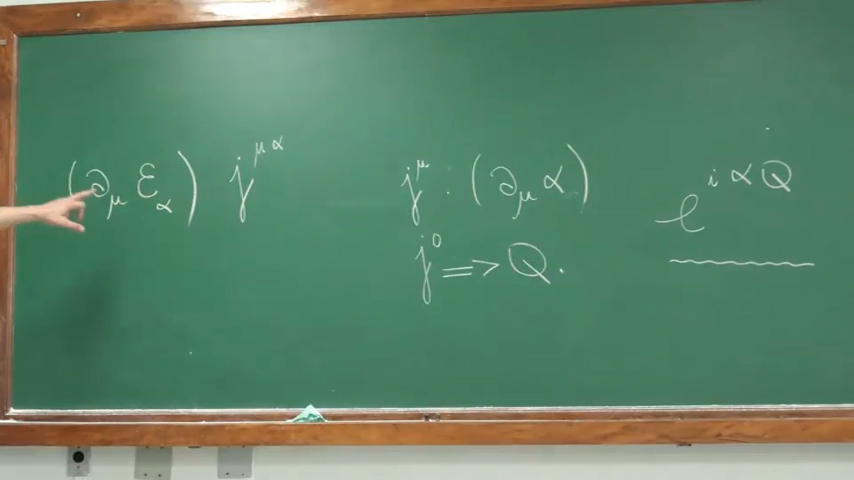 (∂_μ ε_α) j^{μα}
j^μ · (∂_μ α)
j^0 => Q.
e^{iαQ}